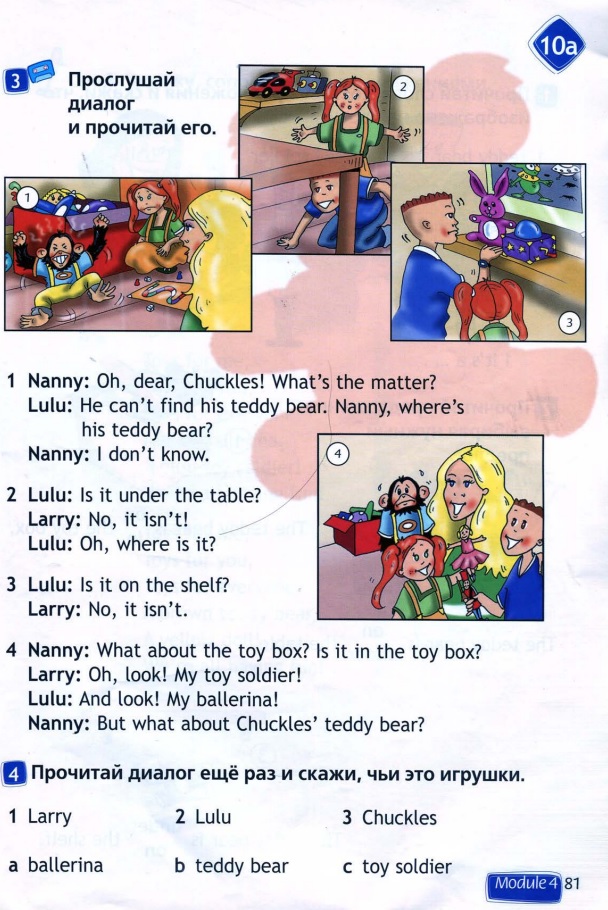 10a
3 Прослушай
диалог
и прочитай его.
1
2
3
1 Nanny: Oh, dear, Chuckles! What's the matter?
Lulu: He can't find his teddy bear. Nanny, where's
his teddy bear?
Nanny: I don't know.
4
2 Lulu: Is it under the table?
Larry: No, it isn't!
Lulu: Oh, where is it?
3 Lulu: Is it on the shelf?
Larry: No, it isn't.
4 Nanny: What about the toy box? Is it in the toy box?
Larry: Oh, look! My toy soldier!
Lulu: And look! My ballerina!
Nanny: But what about Chuckles' teddy bear?
4 Прочитай диалог ещё раз и скажи, чьи это игрушки.
1 Larry 2 Lulu 3 Chuckles
a ballerina b teddy bear c toy soldier
Module 4 81